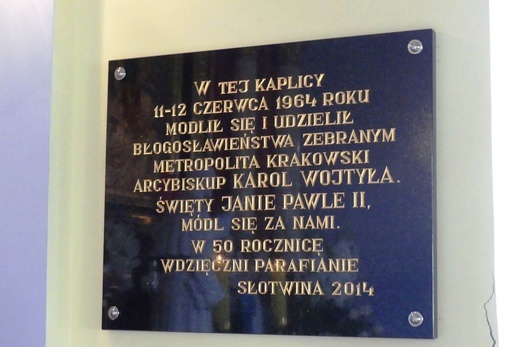 W TEJ KAPLICY
11-12 CZERWCA 1964 ROKU
MODLIŁ SIĘ I UDZIELIŁ
BŁOGOSŁAWIEŃSTWA ZEBRANYM
METROPOLITA KRAKOWSKI
ARCYBISKUP KAROL WOJTYŁA.
ŚWIĘTY JANIE PAWLE II,
MÓDL SIĘ ZA NAMI.
W 50 ROCZNICĘ
WDZIĘCZNI PARAFIANIE
SŁOTWINA 2014